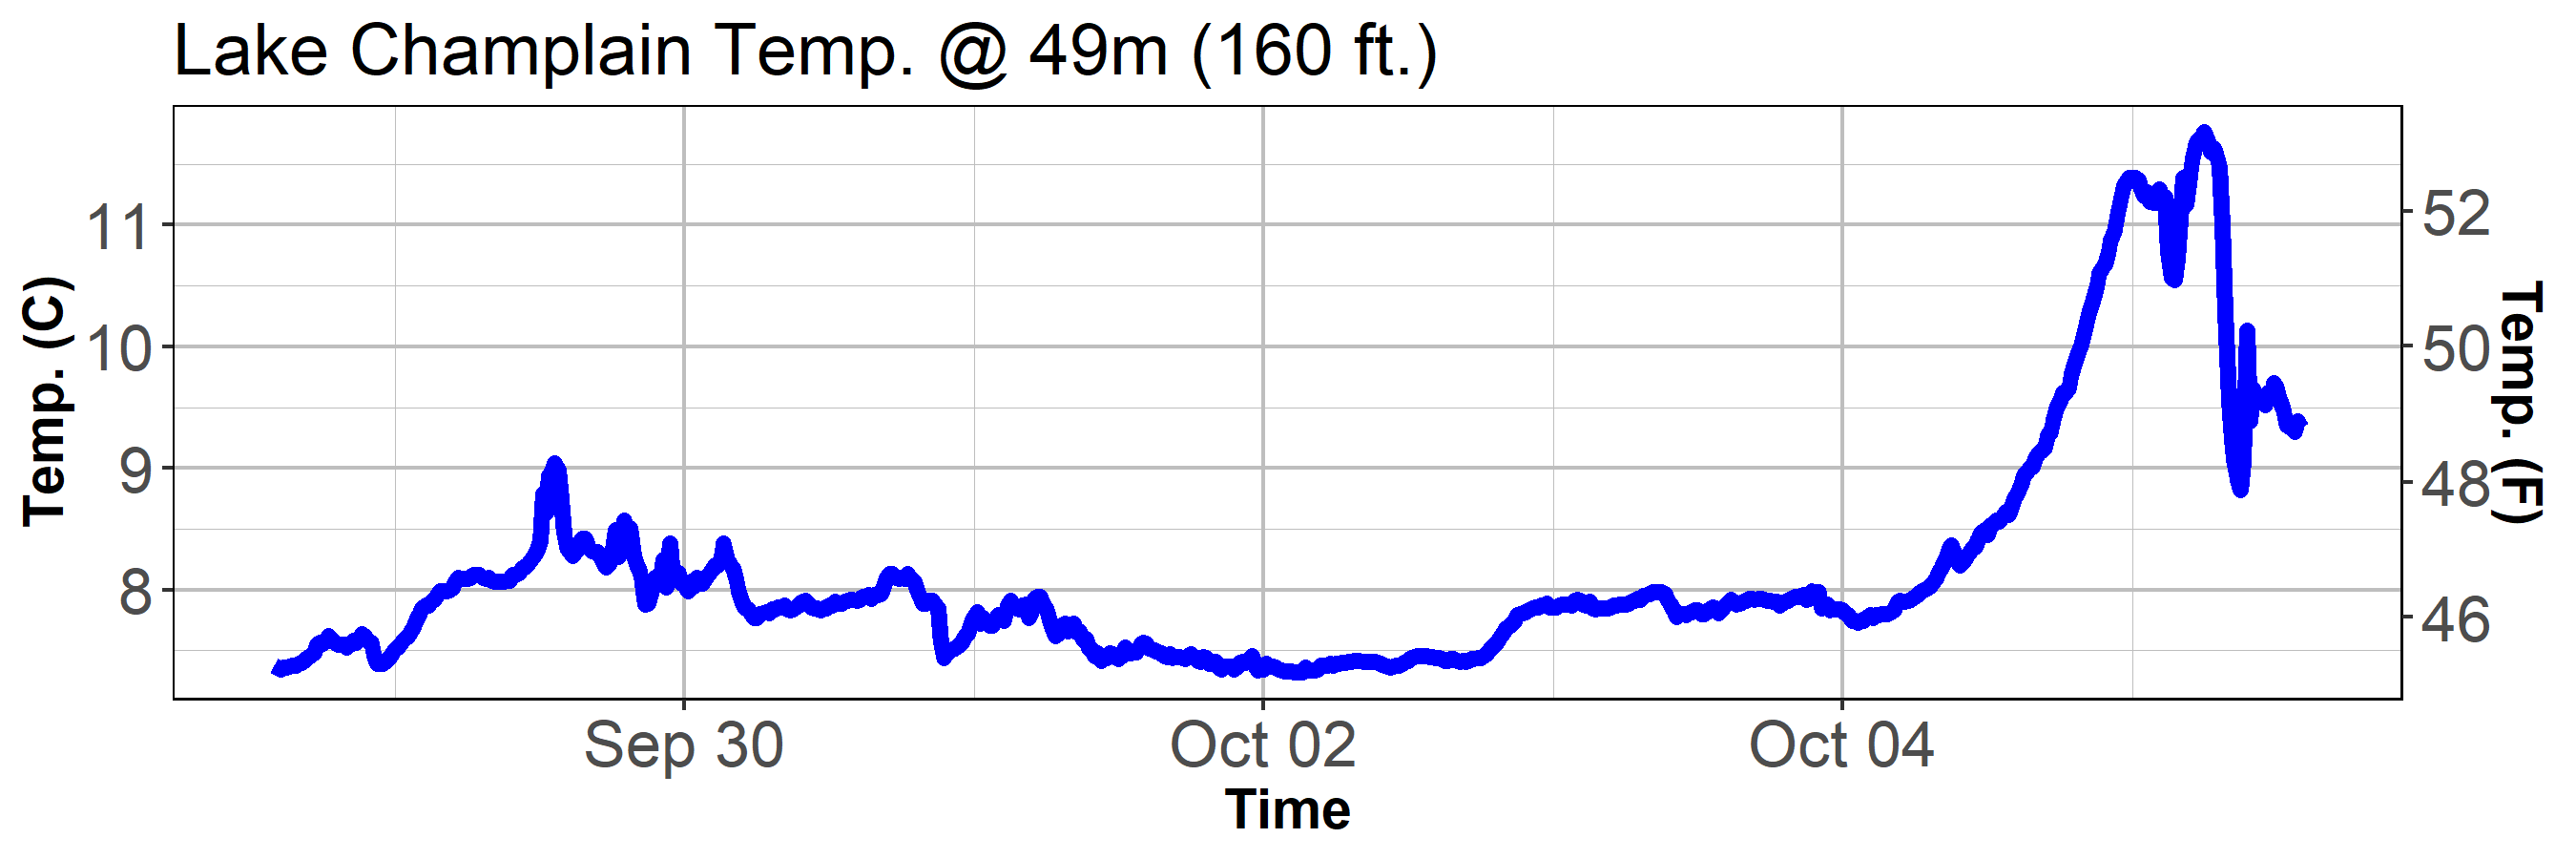 Lake Champlain Temp. @ 49m (160 ft.)
Temp. (C)
11
10
9
8
52
50
48
46
Temp. (F)
Sep 30
Oct 02
Oct 04
Time